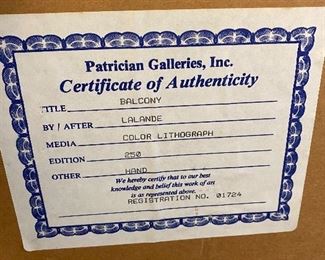 Patrician Galleries, Inc.
Certificate of Authenticity
TITLE BALCONY
BY / AFTER LALANDE
MEDIA COLOR LITHOGRAPH
EDITION 250
OTHER HAND
We hereby certify that to our best
knowledge and belief this work of art
is as represented above.
REGISTRATION NO. 01724